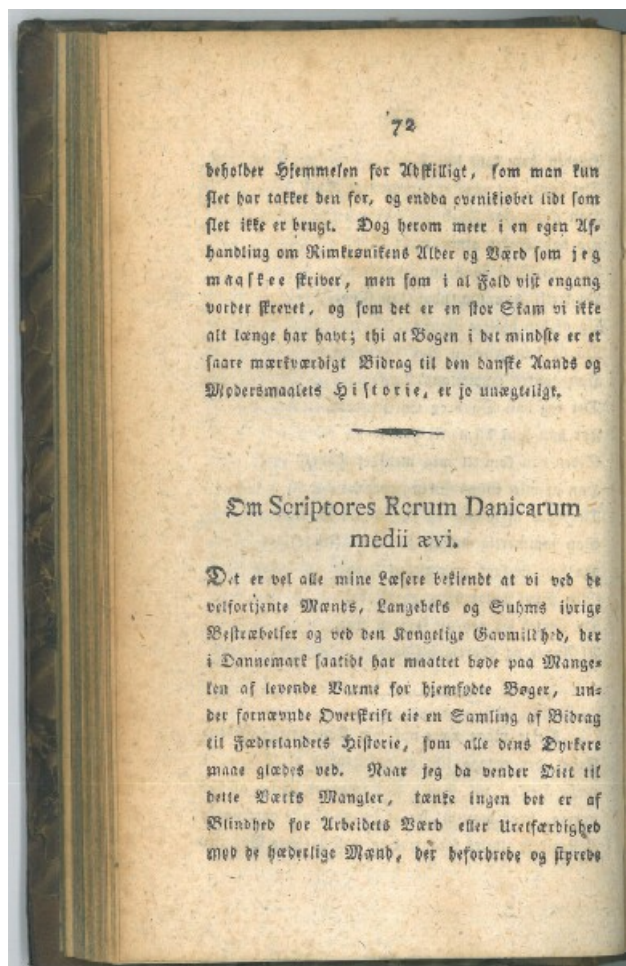 72
beholder Hjemmelen for Adskilligt, som man kun
slet har takket den for, og endda ovenikiøbet lidt som
slet ikke er brugt. Dog herom meer i en egen Af-
handling om Rimkrønikens Alder og Værd som jeg
maaskee skriver, men som i al Fald vist engang
vorder skrevet, og som det er en stor Skam vi ikke
alt længe har havt; thi at Bogen i det mindste er et
saare mærkværdigt Bidrag til den danske Aands og
Modersmaalets Historie, er jo unægteligt.
Om Scriptores Rerum Danicarum
medii ævi.
Det er vel alle mine Læsere bekiendt at vi ved de
velfortjente Mænds, Langebeks og Suhms ivrige
Bestræbelser og ved den Kongelige Gavmildhed, der
i Dannemark saatidt har maattet bøde paa Mange-
len af levende Varme for hjemfødte Bøger, un-
der fornævnde Overskrift eie en Samling af Bidrag
til Fædrelandets Historie, som alle dens Dyrkere
maae glædes ved. Naar jeg da vender Øiet til
dette Værks Mangler, tænke ingen det er af
Blindhed for Arbeidets Værd eller Uretfærdighed
mod de hæderlige Mænd, der befordrede og styrede